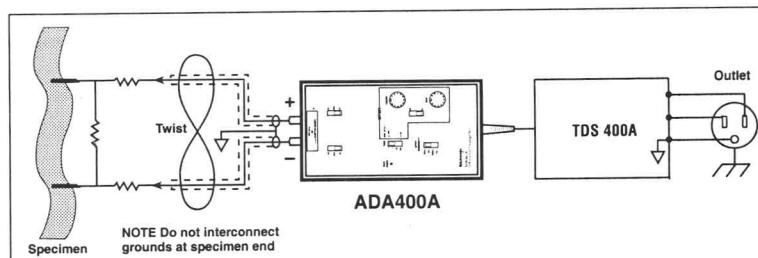 Outlet
+
Twist
TDS 400A
−
ADA400A
NOTE Do not interconnect
grounds at specimen end
Specimen